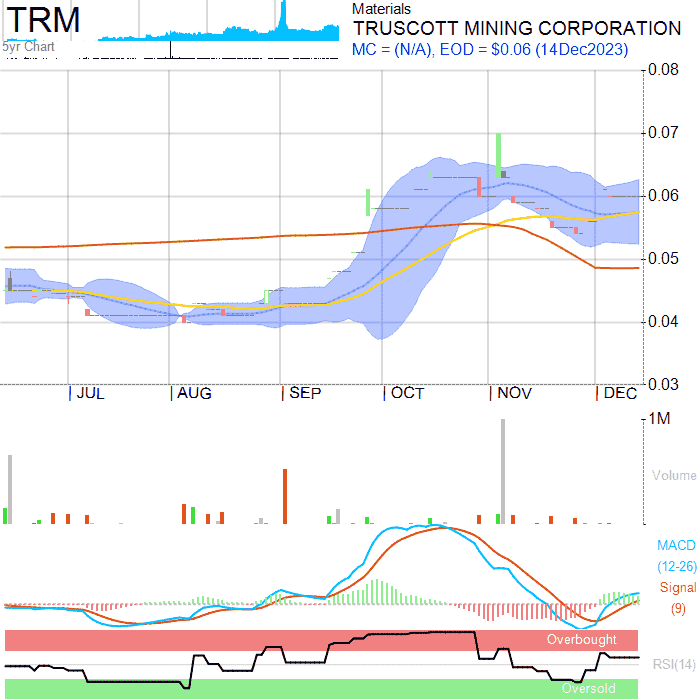 TRM
5yr Chart
Materials
TRUSCOTT MINING CORPORATION
MC = (N/A), EOD = $0.06 (14Dec2023)
0.08
0.07
0.06
0.05
0.04
0.03
JUL
AUG
SEP
OCT
NOV
DEC
1M
Volume
MACD
(12-26)
Signal
(9)
Overbought
RSI(14)
Oversold